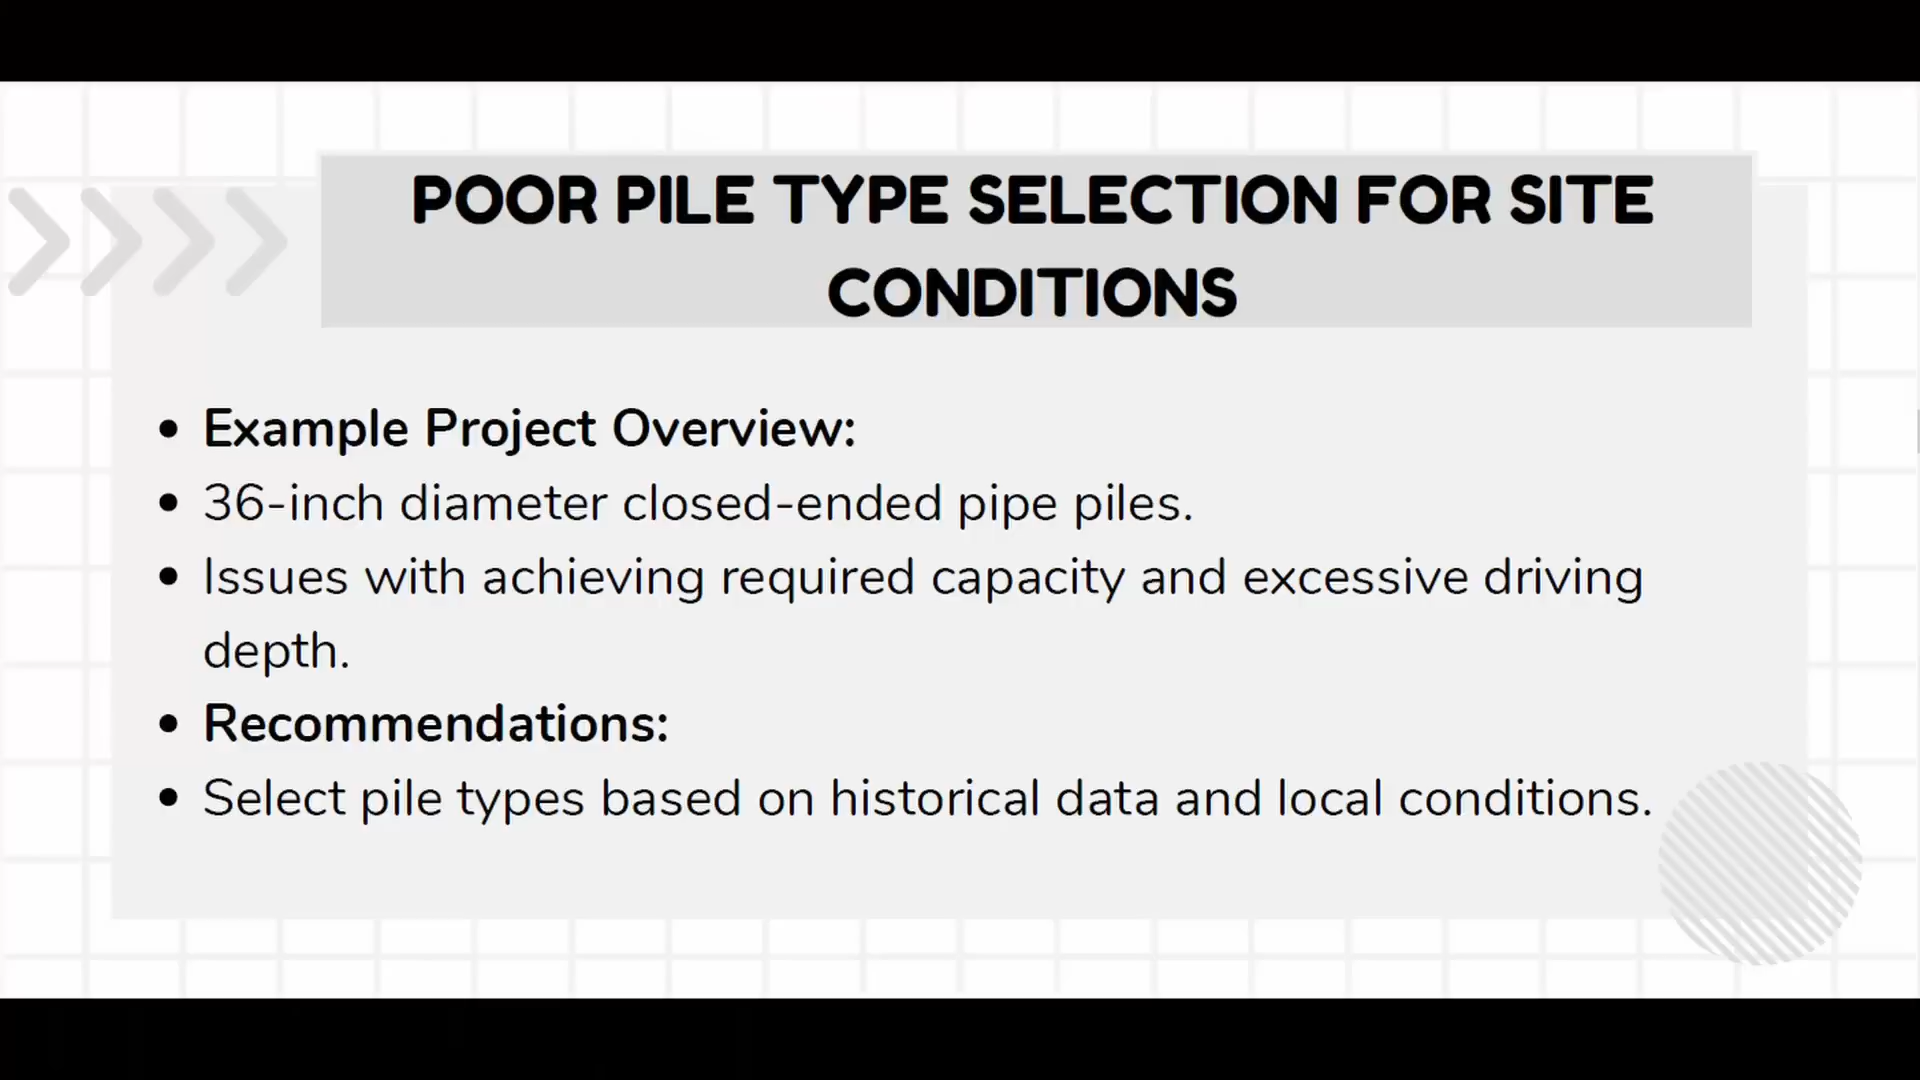 POOR PILE TYPE SELECTION FOR SITE
CONDITIONS
• Example Project Overview:
• 36-inch diameter closed-ended pipe piles.
• Issues with achieving required capacity and excessive driving
depth.
• Recommendations:
• Select pile types based on historical data and local conditions.